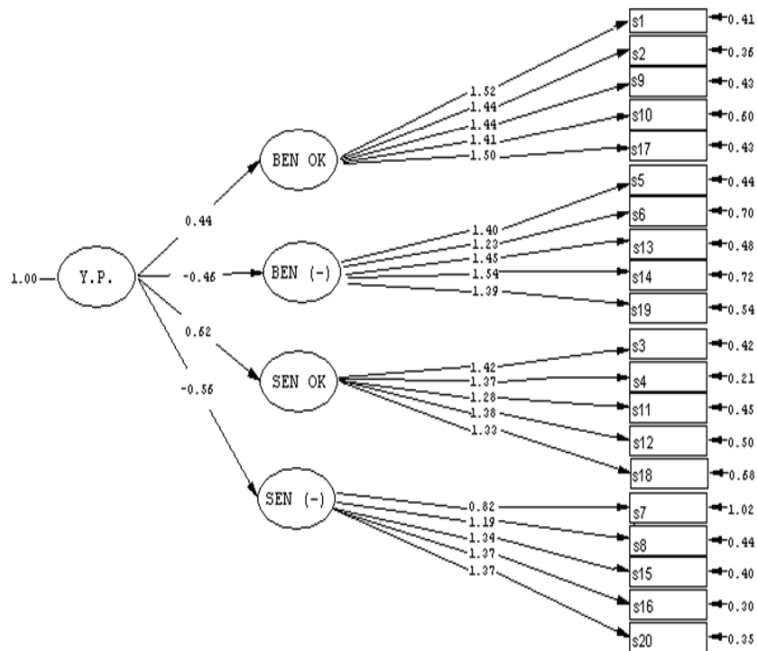 s1 0.41
s2 0.36
s9 0.43
1.52
1.44
1.44
1.41
1.50
s10 0.60
s17 0.43
BEN OK
s5 0.44
s6 0.70
0.44
1.40
1.23
1.45
1.54
1.39
s13 0.48
1.00 Y.P. -0.46 BEN (-)
s14 0.72
s19 0.54
0.62
s3 0.42
1.42
1.37
1.28
1.38
1.33
SEN OK
s4 0.21
-0.56
s11 0.45
s12 0.50
s18 0.68
SEN (-)
0.82
1.19
1.34
1.37
1.37
s7 1.02
s8 0.44
s15 0.40
s16 0.30
s20 0.35